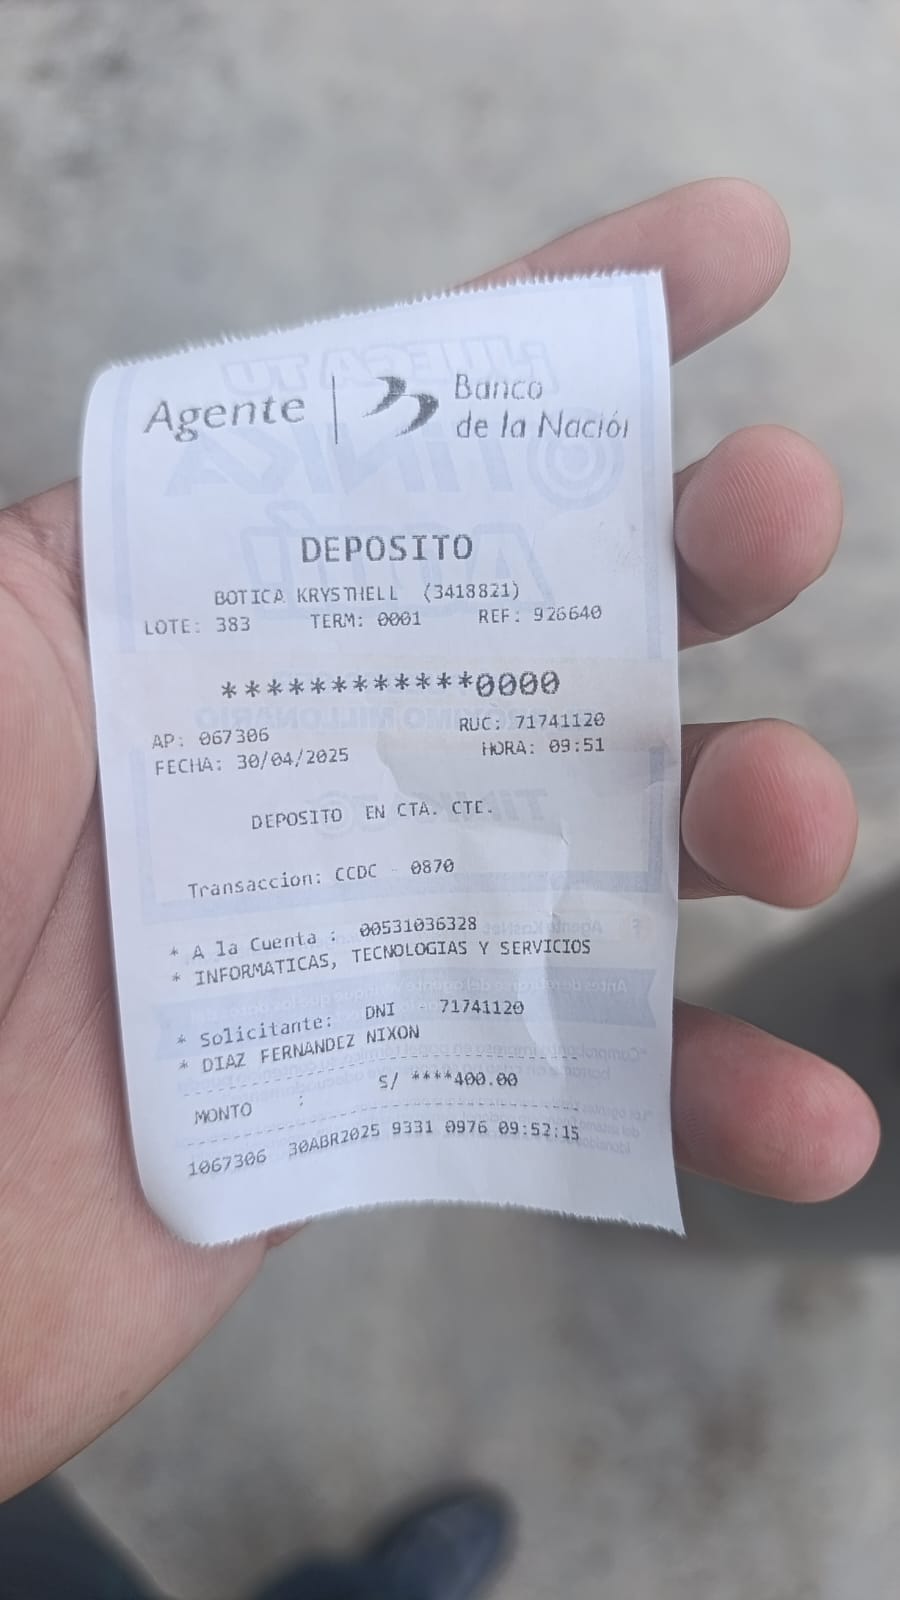 Agente | Banco
de la Nación
DEPOSITO
BOTICA KRYSTHELL (3418821)
LOTE: 383 TERM: 0001 REF: 926640
************0000
AP: 067306 RUC: 71741120
FECHA: 30/04/2025 HORA: 09:51
DEPOSITO EN CTA. CTE.
Transaccion: CCDC - 0870
* A la Cuenta : 00531036328
* INFORMATICAS, TECNOLOGIAS Y SERVICIOS
* Solicitante: DNI - 71741120
* DIAZ FERNANDEZ NIXON
MONTO : S/ ****400.00
1067306 30ABR2025 9331 0976 09:52:15